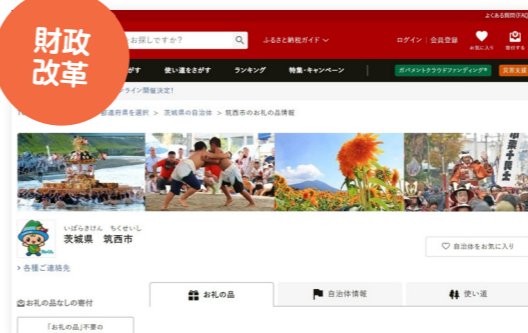 よくある質問(FAQ
財政
改革
お探しですか?
ふるさと納税ガイド
ログイン
会員登録
お気に入り
寄付する
がす
使い道をさがす
ランキング
特集・キャンペーン
ガバメントクラウドファンディング®
災害支援
ライン開催決定!
都道府県を選択 > 茨城県の自治体 > 筑西市のお礼の品情報
いばらきけん ちくせいし
茨城県 筑西市
自治体をお気に入り
> 各種ご連絡先
お礼の品
自治体情報
使い道
お礼の品なしの寄付
「お礼の品」不要の